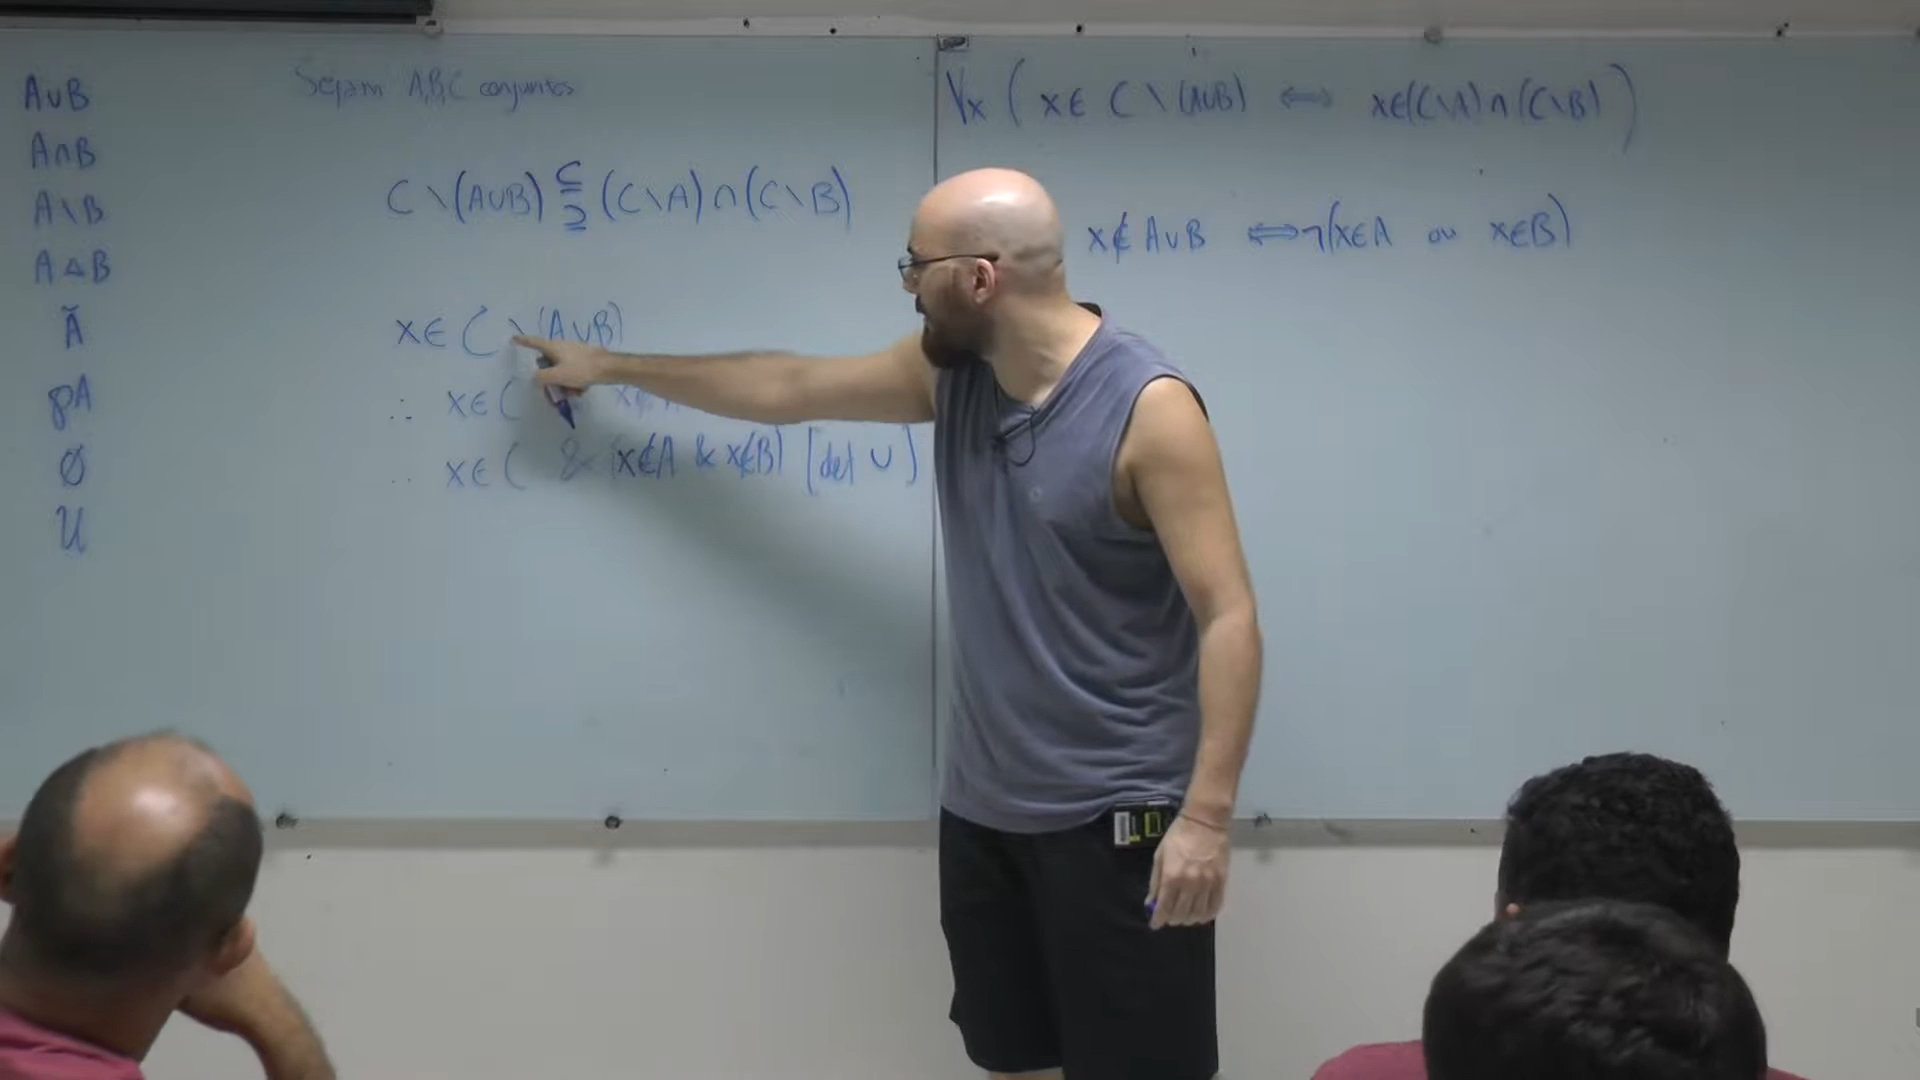 A∪B
A∩B
A\B
A△B
Ă
℘A
∅
U
Sejam A,B,C conjuntos
C \ (A∪B) ⊆ ⊇ (C\A)∩(C\B)
x∈ C \ (A∪B)
∴ x∈C x∉
∴ x∈C & (x∉A & x∉B) [def ∪]
∀x ( x∈ C \ (A∪B) ⟺ x∈(C\A)∩(C\B) )
x∉A∪B ⟺ ¬(x∈A ou x∈B)